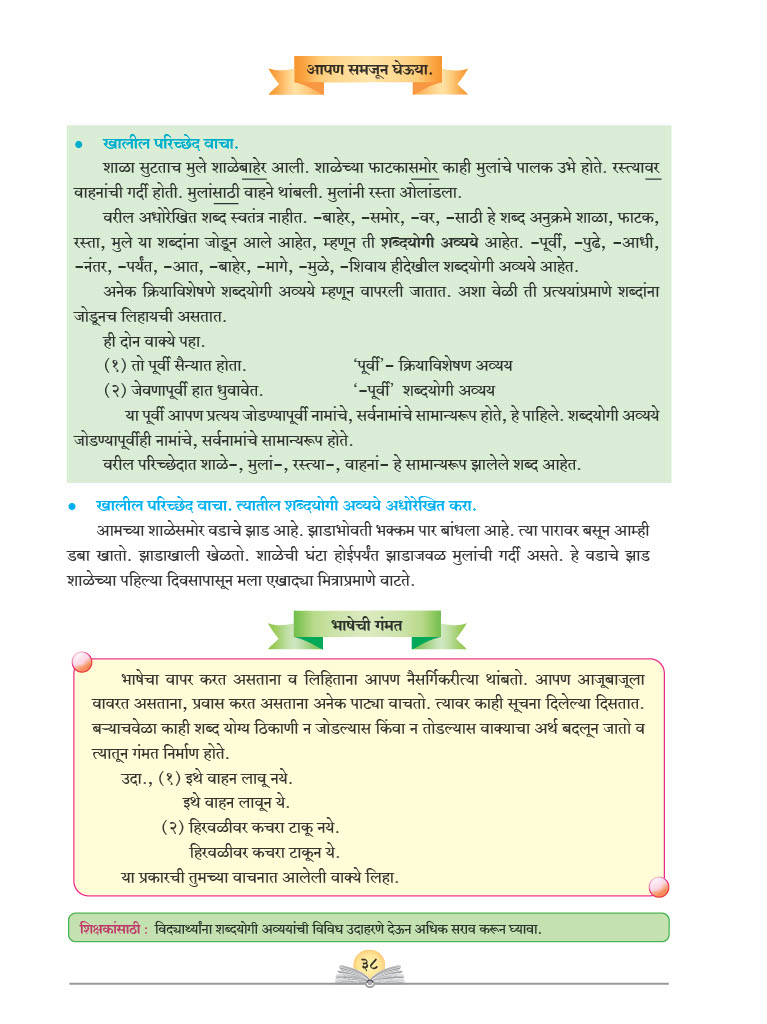 आपण समजून घेऊया.
● खालील परिच्छेद वाचा.
शाळा सुटताच मुले शाळेबाहेर आली. शाळेच्या फाटकासमोर काही मुलांचे पालक उभे होते. रस्त्यावर
वाहनांची गर्दी होती. मुलांसाठी वाहने थांबली. मुलांनी रस्ता ओलांडला.
वरील अधोरेखित शब्द स्वतंत्र नाहीत. –बाहेर, –समोर, –वर, –साठी हे शब्द अनुक्रमे शाळा, फाटक,
रस्ता, मुले या शब्दांना जोडून आले आहेत, म्हणून ती शब्दयोगी अव्यये आहेत. –पूर्वी, –पुढे, –आधी,
–नंतर, –पर्यंत, –आत, –बाहेर, –मागे, –मुळे, –शिवाय हीदेखील शब्दयोगी अव्यये आहेत.
अनेक क्रियाविशेषणे शब्दयोगी अव्यये म्हणून वापरली जातात. अशा वेळी ती प्रत्ययांप्रमाणे शब्दांना
जोडूनच लिहायची असतात.
ही दोन वाक्ये पहा.
(१) तो पूर्वी सैन्यात होता. ‘पूर्वी’– क्रियाविशेषण अव्यय
(२) जेवणापूर्वी हात धुवावेत. ‘–पूर्वी’ शब्दयोगी अव्यय
या पूर्वी आपण प्रत्यय जोडण्यापूर्वी नामांचे, सर्वनामांचे सामान्यरूप होते, हे पाहिले. शब्दयोगी अव्यये
जोडण्यापूर्वीही नामांचे, सर्वनामांचे सामान्यरूप होते.
वरील परिच्छेदात शाळे–, मुलां–, रस्त्या–, वाहनां– हे सामान्यरूप झालेले शब्द आहेत.
● खालील परिच्छेद वाचा. त्यातील शब्दयोगी अव्यये अधोरेखित करा.
आमच्या शाळेसमोर वडाचे झाड आहे. झाडाभोवती भक्कम पार बांधला आहे. त्या पारावर बसून आम्ही
डबा खातो. झाडाखाली खेळतो. शाळेची घंटा होईपर्यंत झाडाजवळ मुलांची गर्दी असते. हे वडाचे झाड
शाळेच्या पहिल्या दिवसापासून मला एखाद्या मित्राप्रमाणे वाटते.
भाषेची गंमत
भाषेचा वापर करत असताना व लिहिताना आपण नैसर्गिकरीत्या थांबतो. आपण आजूबाजूला
वावरत असताना, प्रवास करत असताना अनेक पाट्या वाचतो. त्यावर काही सूचना दिलेल्या दिसतात.
बऱ्याचवेळा काही शब्द योग्य ठिकाणी न जोडल्यास किंवा न तोडल्यास वाक्याचा अर्थ बदलून जातो व
त्यातून गंमत निर्माण होते.
उदा., (१) इथे वाहन लावू नये.
इथे वाहन लावून ये.
(२) हिरवळीवर कचरा टाकू नये.
हिरवळीवर कचरा टाकून ये.
या प्रकारची तुमच्या वाचनात आलेली वाक्ये लिहा.
शिक्षकांसाठी : विद्यार्थ्यांना शब्दयोगी अव्ययांची विविध उदाहरणे देऊन अधिक सराव करून घ्यावा.
३८